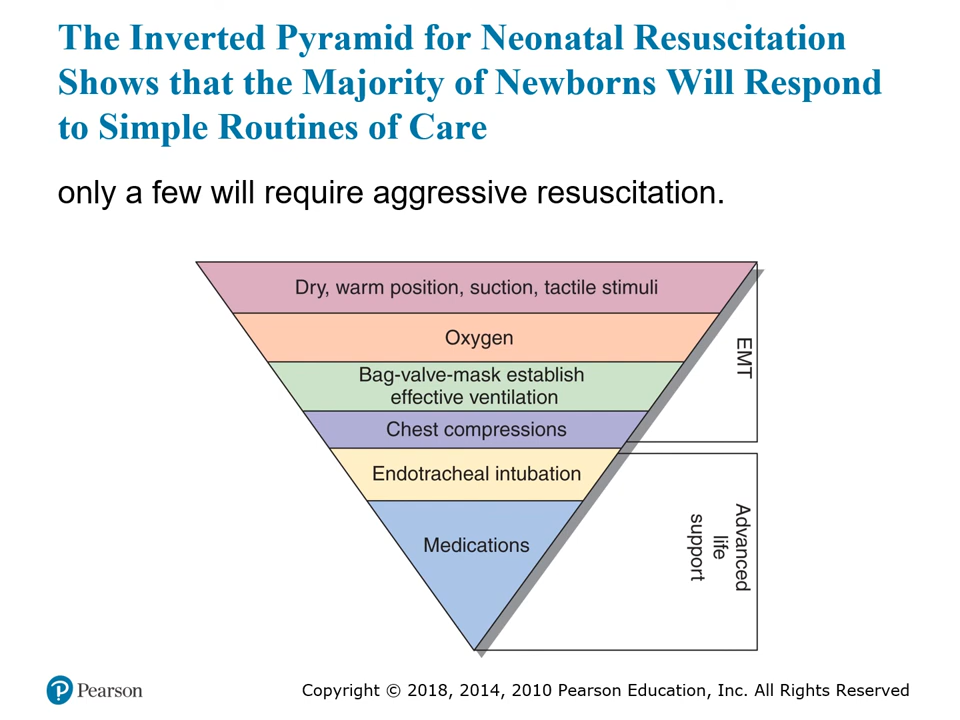 The Inverted Pyramid for Neonatal Resuscitation
Shows that the Majority of Newborns Will Respond
to Simple Routines of Care
only a few will require aggressive resuscitation.
Dry, warm position, suction, tactile stimuli
Oxygen
Bag-valve-mask establish
effective ventilation
Chest compressions
Endotracheal intubation
Medications
EMT
Advanced
life
support
Pearson
Copyright © 2018, 2014, 2010 Pearson Education, Inc. All Rights Reserved